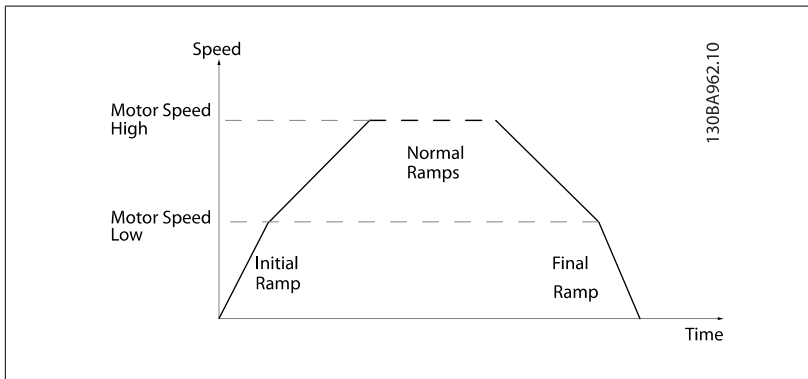 Speed
130BA962.10
Motor Speed
High
Normal
Ramps
Motor Speed
Low
Initial
Ramp
Final
Ramp
Time